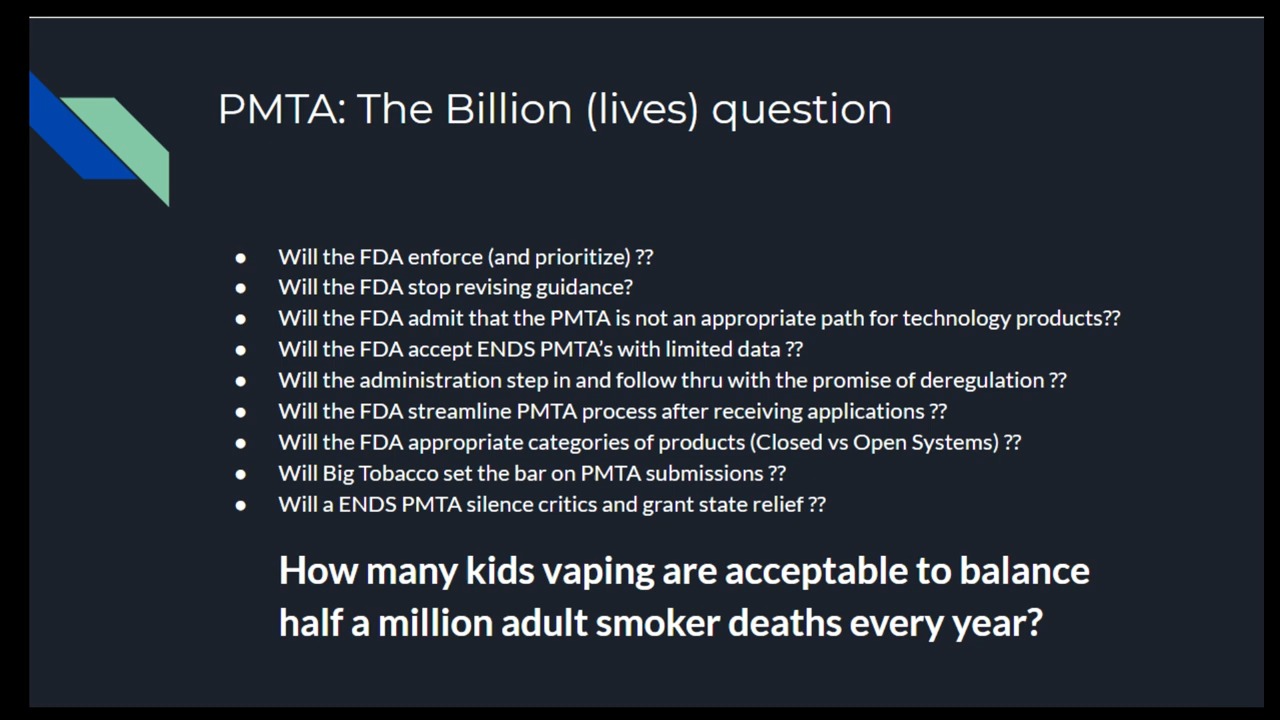 PMTA: The Billion (lives) question
● Will the FDA enforce (and prioritize) ??
● Will the FDA stop revising guidance?
● Will the FDA admit that the PMTA is not an appropriate path for technology products??
● Will the FDA accept ENDS PMTA's with limited data ??
● Will the administration step in and follow thru with the promise of deregulation ??
● Will the FDA streamline PMTA process after receiving applications ??
● Will the FDA appropriate categories of products (Closed vs Open Systems) ??
● Will Big Tobacco set the bar on PMTA submissions ??
● Will a ENDS PMTA silence critics and grant state relief ??
How many kids vaping are acceptable to balance
half a million adult smoker deaths every year?